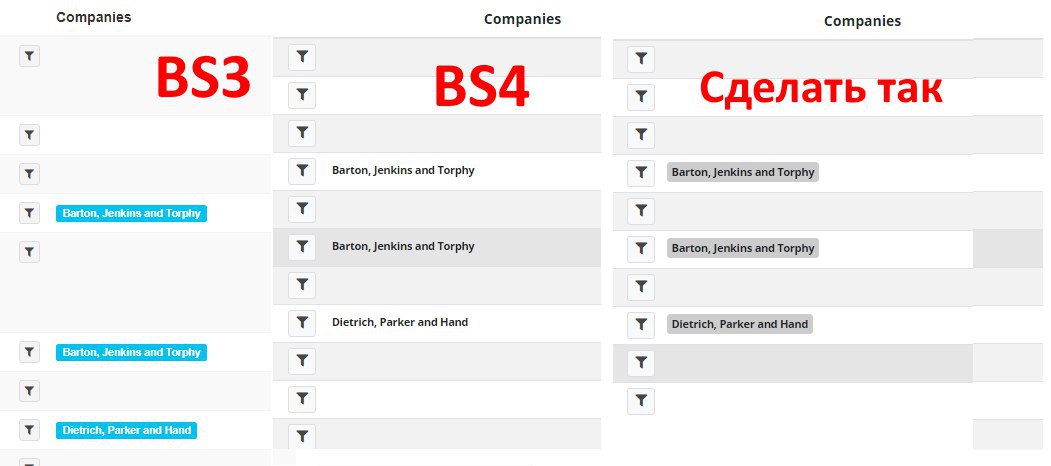 Companies
BS3
Barton, Jenkins and Torphy
Barton, Jenkins and Torphy
Dietrich, Parker and Hand
Companies
BS4
Barton, Jenkins and Torphy
Barton, Jenkins and Torphy
Dietrich, Parker and Hand
Companies
Сделать так
Barton, Jenkins and Torphy
Barton, Jenkins and Torphy
Dietrich, Parker and Hand